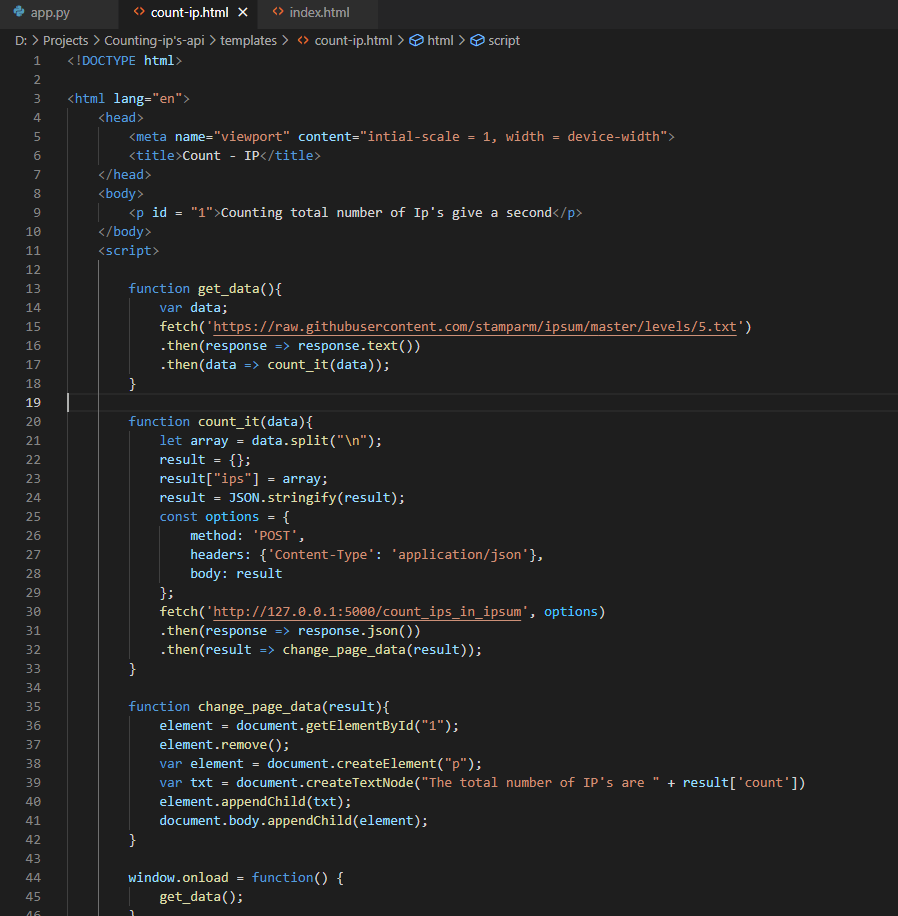 app.py count-ip.html index.html
D: > Projects > Counting-ip's-api > templates > count-ip.html > html > script
1 <!DOCTYPE html>
2
3 <html lang="en">
4 <head>
5 <meta name="viewport" content="intial-scale = 1, width = device-width">
6 <title>Count - IP</title>
7 </head>
8 <body>
9 <p id = "1">Counting total number of Ip's give a second</p>
10 </body>
11 <script>
12
13 function get_data(){
14 var data;
15 fetch('https://raw.githubusercontent.com/stamparm/ipsum/master/levels/5.txt')
16 .then(response => response.text())
17 .then(data => count_it(data));
18 }
19
20 function count_it(data){
21 let array = data.split("\n");
22 result = {};
23 result["ips"] = array;
24 result = JSON.stringify(result);
25 const options = {
26 method: 'POST',
27 headers: {'Content-Type': 'application/json'},
28 body: result
29 };
30 fetch('http://127.0.0.1:5000/count_ips_in_ipsum', options)
31 .then(response => response.json())
32 .then(result => change_page_data(result));
33 }
34
35 function change_page_data(result){
36 element = document.getElementById("1");
37 element.remove();
38 var element = document.createElement("p");
39 var txt = document.createTextNode("The total number of IP's are " + result['count'])
40 element.appendChild(txt);
41 document.body.appendChild(element);
42 }
43
44 window.onload = function() {
45 get_data();
46 }